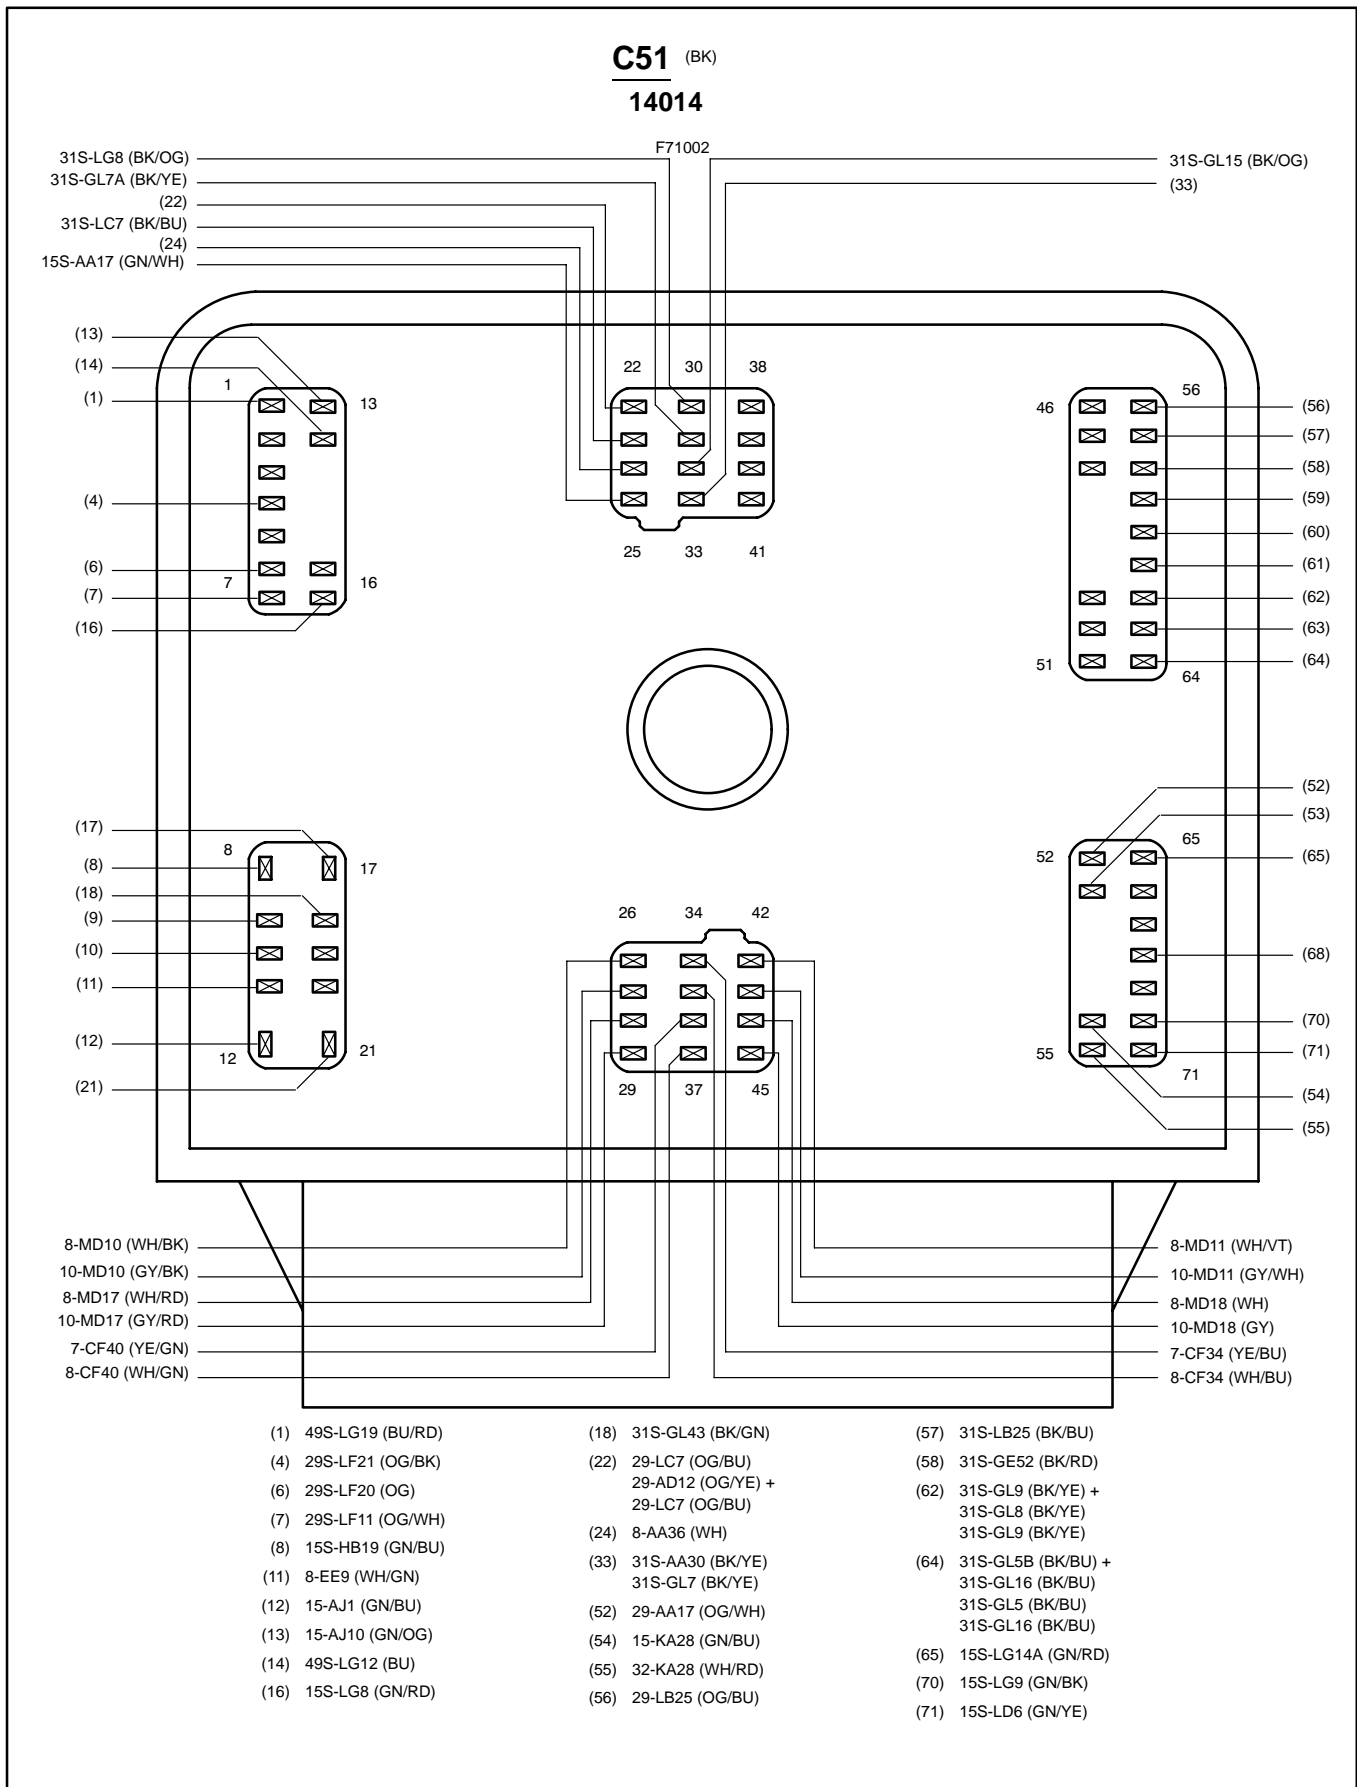 C51 (BK)
14014
F71002
31S-LG8 (BK/OG)
31S-GL7A (BK/YE)
(22)
31S-LC7 (BK/BU)
(24)
15S-AA17 (GN/WH)
31S-GL15 (BK/OG)
(33)
(13)
(14)
(1)
(4)
(6)
(7)
(16)
1
13
7
16
22 30 38
25 33 41
46
56
51
64
(56)
(57)
(58)
(59)
(60)
(61)
(62)
(63)
(64)
(17)
(8)
(18)
(9)
(10)
(11)
(12)
(21)
8
17
12
21
26 34 42
29 37 45
52
65
55
71
(52)
(53)
(65)
(68)
(70)
(71)
(54)
(55)
8-MD10 (WH/BK)
10-MD10 (GY/BK)
8-MD17 (WH/RD)
10-MD17 (GY/RD)
7-CF40 (YE/GN)
8-CF40 (WH/GN)
8-MD11 (WH/VT)
10-MD11 (GY/WH)
8-MD18 (WH)
10-MD18 (GY)
7-CF34 (YE/BU)
8-CF34 (WH/BU)
(1) 49S-LG19 (BU/RD)
(4) 29S-LF21 (OG/BK)
(6) 29S-LF20 (OG)
(7) 29S-LF11 (OG/WH)
(8) 15S-HB19 (GN/BU)
(11) 8-EE9 (WH/GN)
(12) 15-AJ1 (GN/BU)
(13) 15-AJ10 (GN/OG)
(14) 49S-LG12 (BU)
(16) 15S-LG8 (GN/RD)
(18) 31S-GL43 (BK/GN)
(22) 29-LC7 (OG/BU)
29-AD12 (OG/YE) +
29-LC7 (OG/BU)
(24) 8-AA36 (WH)
(33) 31S-AA30 (BK/YE)
31S-GL7 (BK/YE)
(52) 29-AA17 (OG/WH)
(54) 15-KA28 (GN/BU)
(55) 32-KA28 (WH/RD)
(56) 29-LB25 (OG/BU)
(57) 31S-LB25 (BK/BU)
(58) 31S-GE52 (BK/RD)
(62) 31S-GL9 (BK/YE) +
31S-GL8 (BK/YE)
31S-GL9 (BK/YE)
(64) 31S-GL5B (BK/BU) +
31S-GL16 (BK/BU)
31S-GL5 (BK/BU)
31S-GL16 (BK/BU)
(65) 15S-LG14A (GN/RD)
(70) 15S-LG9 (GN/BK)
(71) 15S-LD6 (GN/YE)